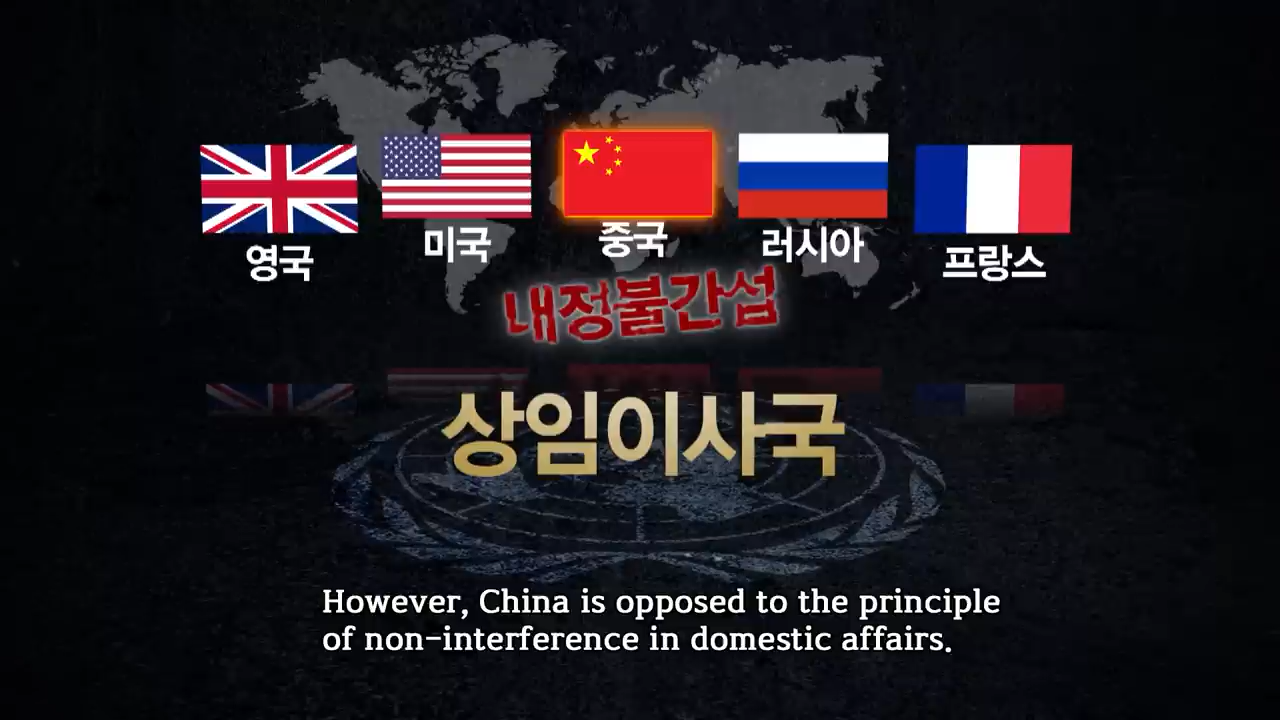 영국
미국
중국
러시아
프랑스
내정불간섭
상임이사국
However, China is opposed to the principle
of non-interference in domestic affairs.